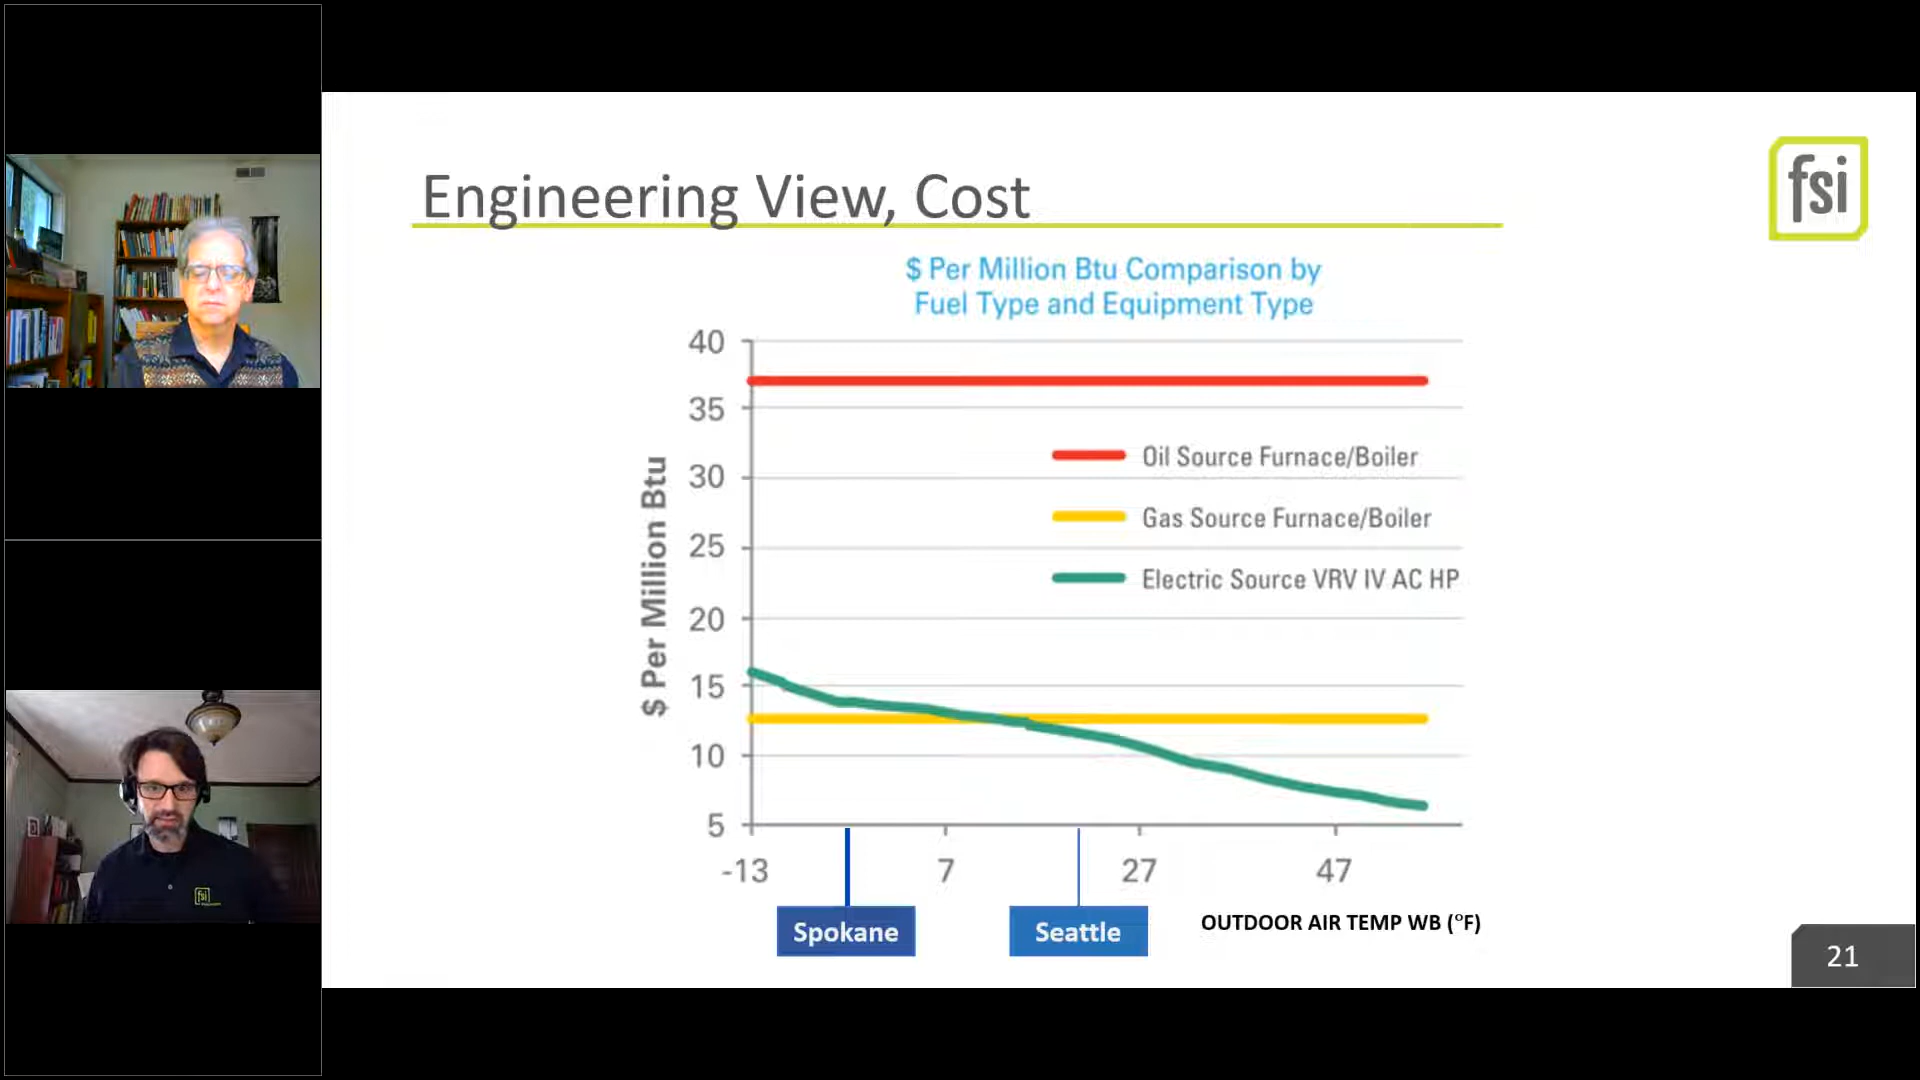 Engineering View, Cost
fsi
$ Per Million Btu Comparison by
Fuel Type and Equipment Type
$ Per Million Btu
40
35
30
25
20
15
10
5
Oil Source Furnace/Boiler
Gas Source Furnace/Boiler
Electric Source VRV IV AC HP
-13
7
27
47
Spokane
Seattle
OUTDOOR AIR TEMP WB (°F)
21
fsi